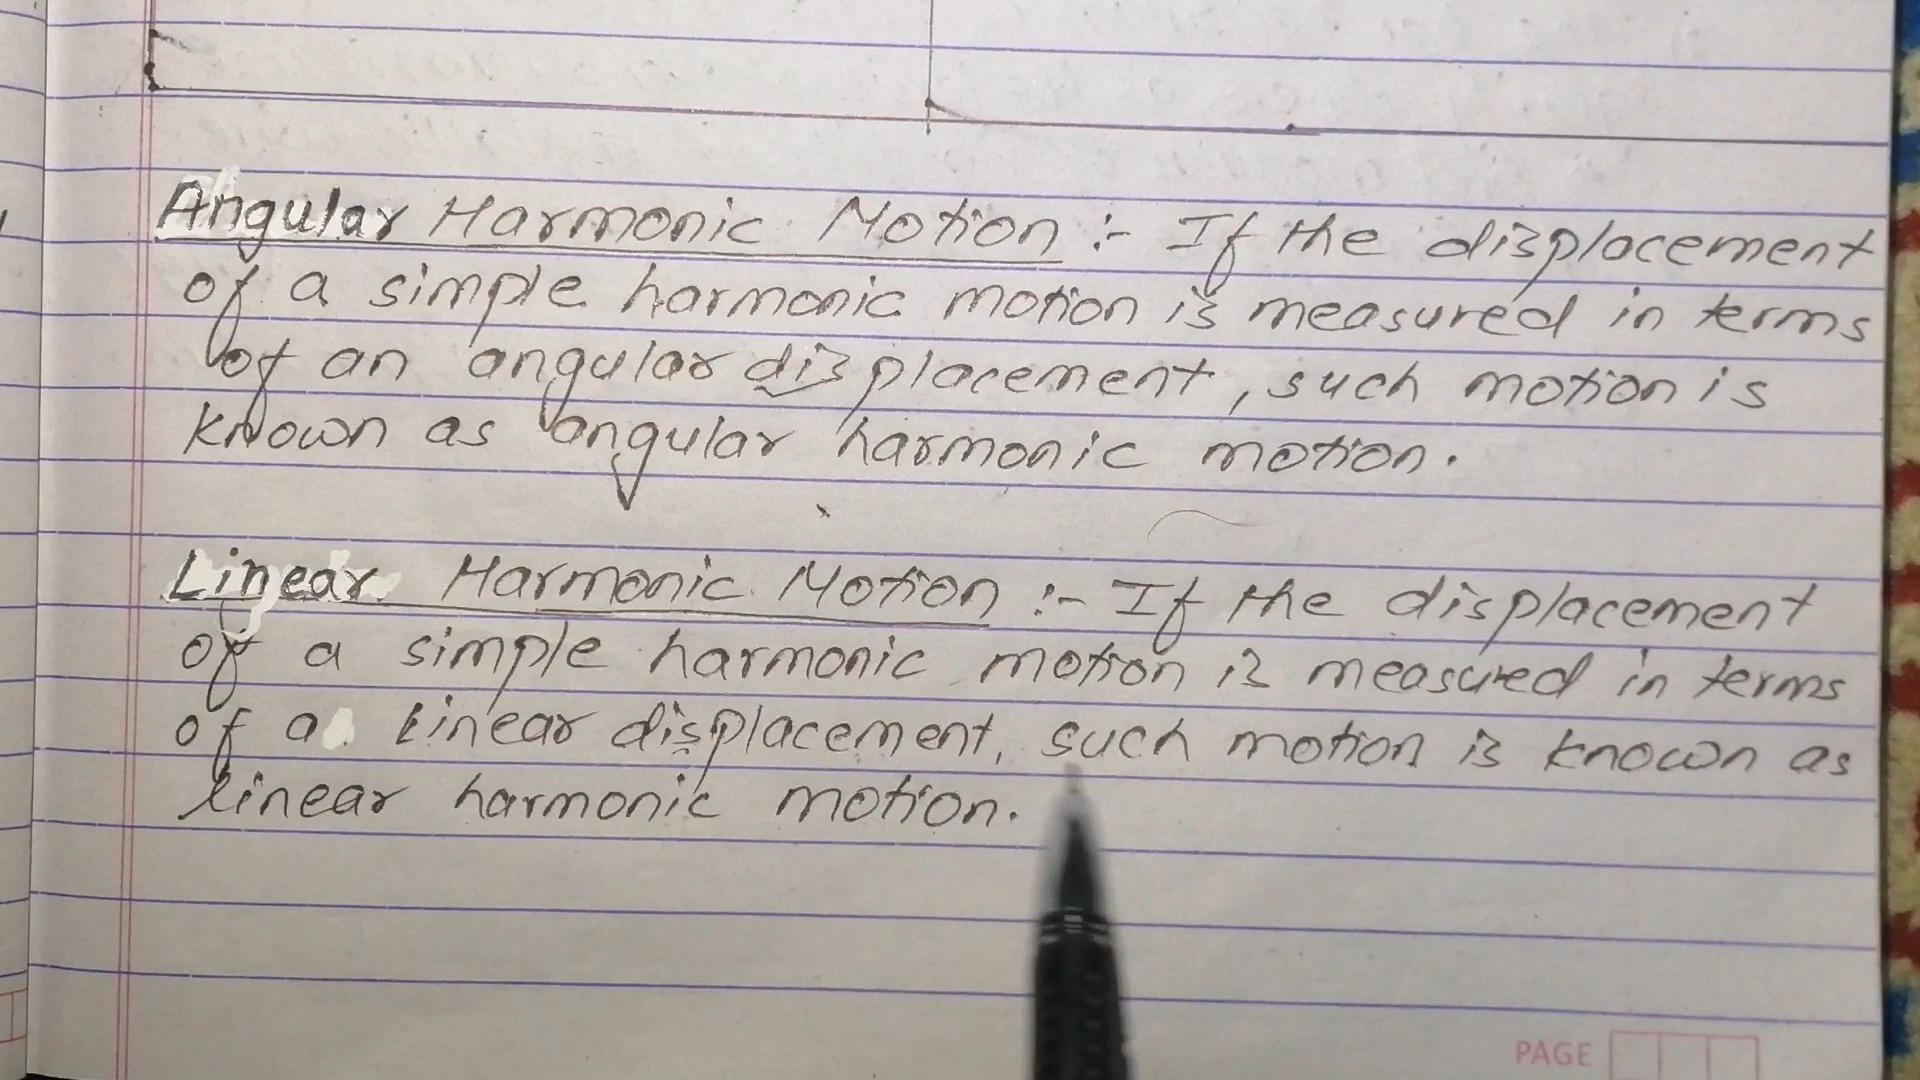 Angular Harmonic Motion :- If the displacement
of a simple harmonic motion is measured in terms
of an angular displacement, such motion is
known as angular harmonic motion.
Linear Harmonic Motion :- If the displacement
of a simple harmonic motion is measured in terms
of a linear displacement, such motion is known as
linear harmonic motion.
PAGE